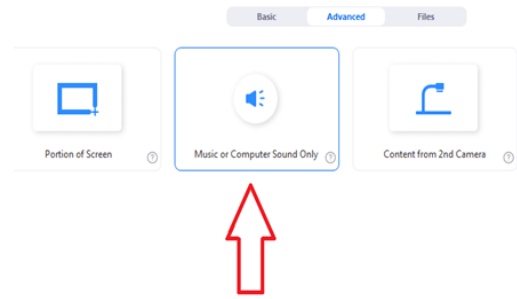 Basic Advanced Files
Portion of Screen ? Music or Computer Sound Only ? Content from 2nd Camera ?